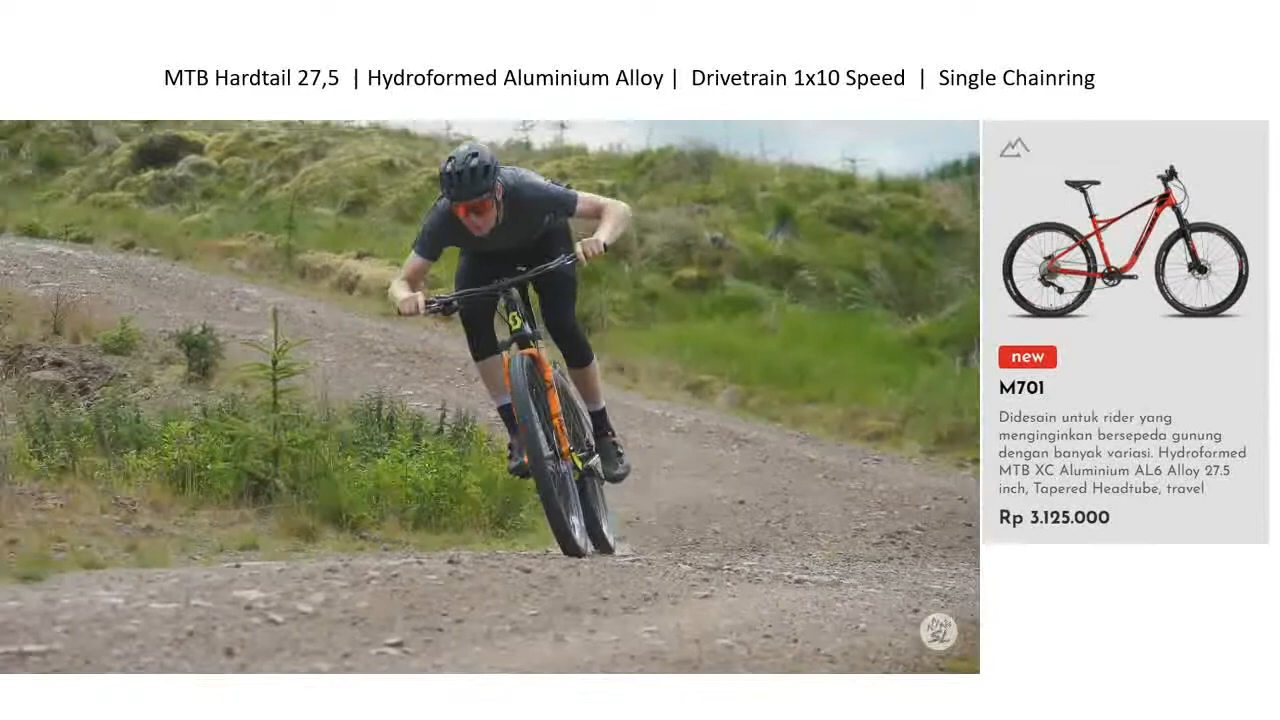 MTB Hardtail 27,5 | Hydroformed Aluminium Alloy | Drivetrain 1x10 Speed | Single Chainring
new
M701
Didesain untuk rider yang
menginginkan bersepeda gunung
dengan banyak variasi. Hydroformed
MTB XC Aluminium AL6 Alloy 27.5
inch, Tapered Headtube, travel
Rp 3.125.000
SL